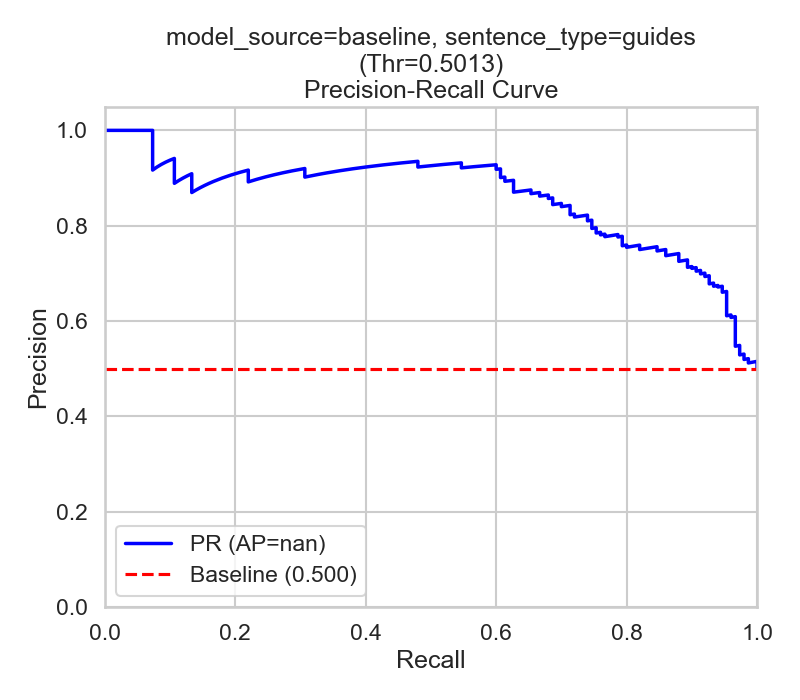 model_source=baseline, sentence_type=guides
(Thr=0.5013)
Precision-Recall Curve
1.0
0.8
0.6
0.4
0.2
0.0
Precision
PR (AP=nan)
Baseline (0.500)
0.0 0.2 0.4 0.6 0.8 1.0
Recall